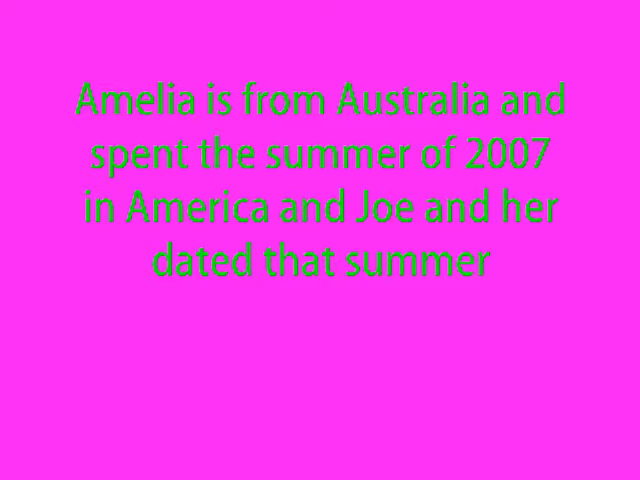 Amelia is from Australia and
spent the summer of 2007
in America and Joe and her
dated that summer